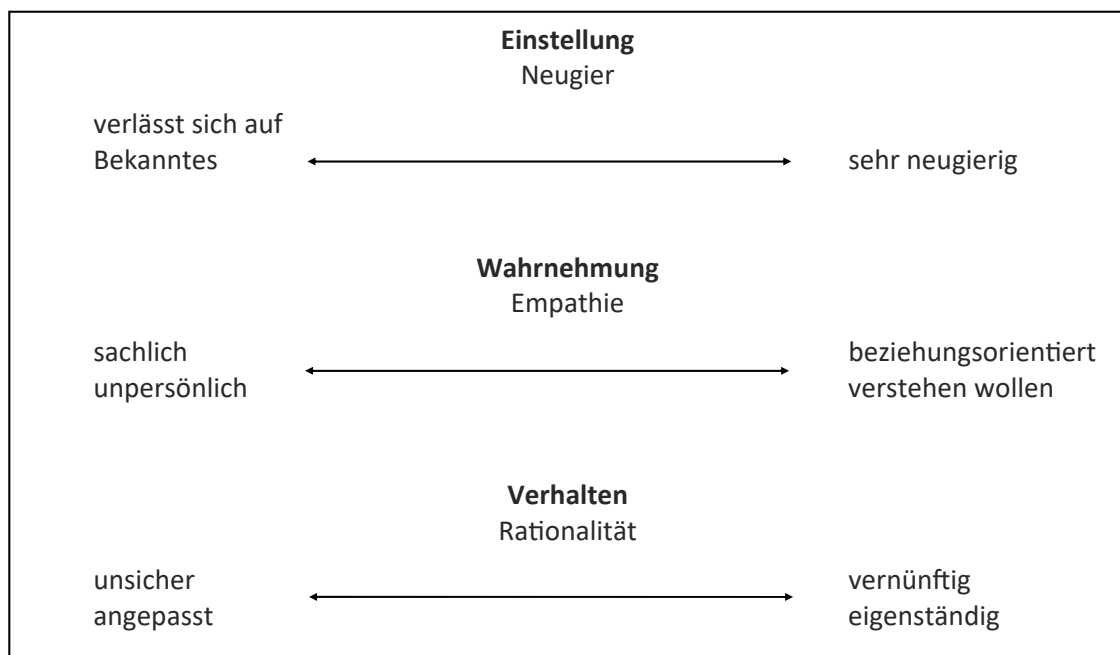 Einstellung
Neugier
verlässt sich auf
Bekanntes
sehr neugierig
Wahrnehmung
Empathie
sachlich
unpersönlich
beziehungsorientiert
verstehen wollen
Verhalten
Rationalität
unsicher
angepasst
vernünftig
eigenständig